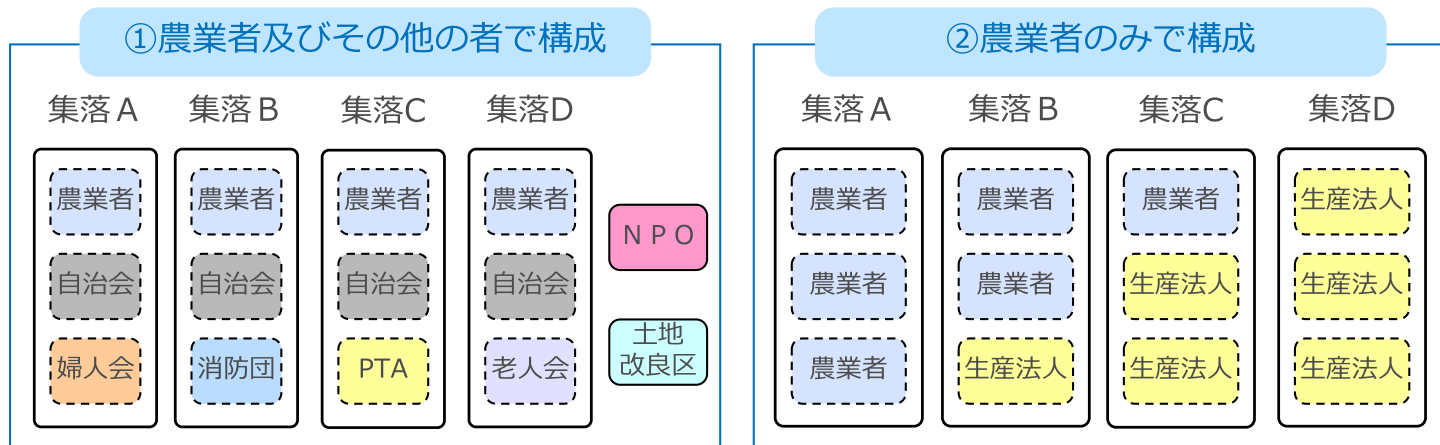 ①農業者及びその他の者で構成
集落A
集落B
集落C
集落D
農業者
農業者
農業者
農業者
自治会
自治会
自治会
自治会
婦人会
消防団
PTA
老人会
NPO
土地
改良区
②農業者のみで構成
集落A
集落B
集落C
集落D
農業者
農業者
農業者
生産法人
農業者
農業者
生産法人
生産法人
農業者
生産法人
生産法人
生産法人